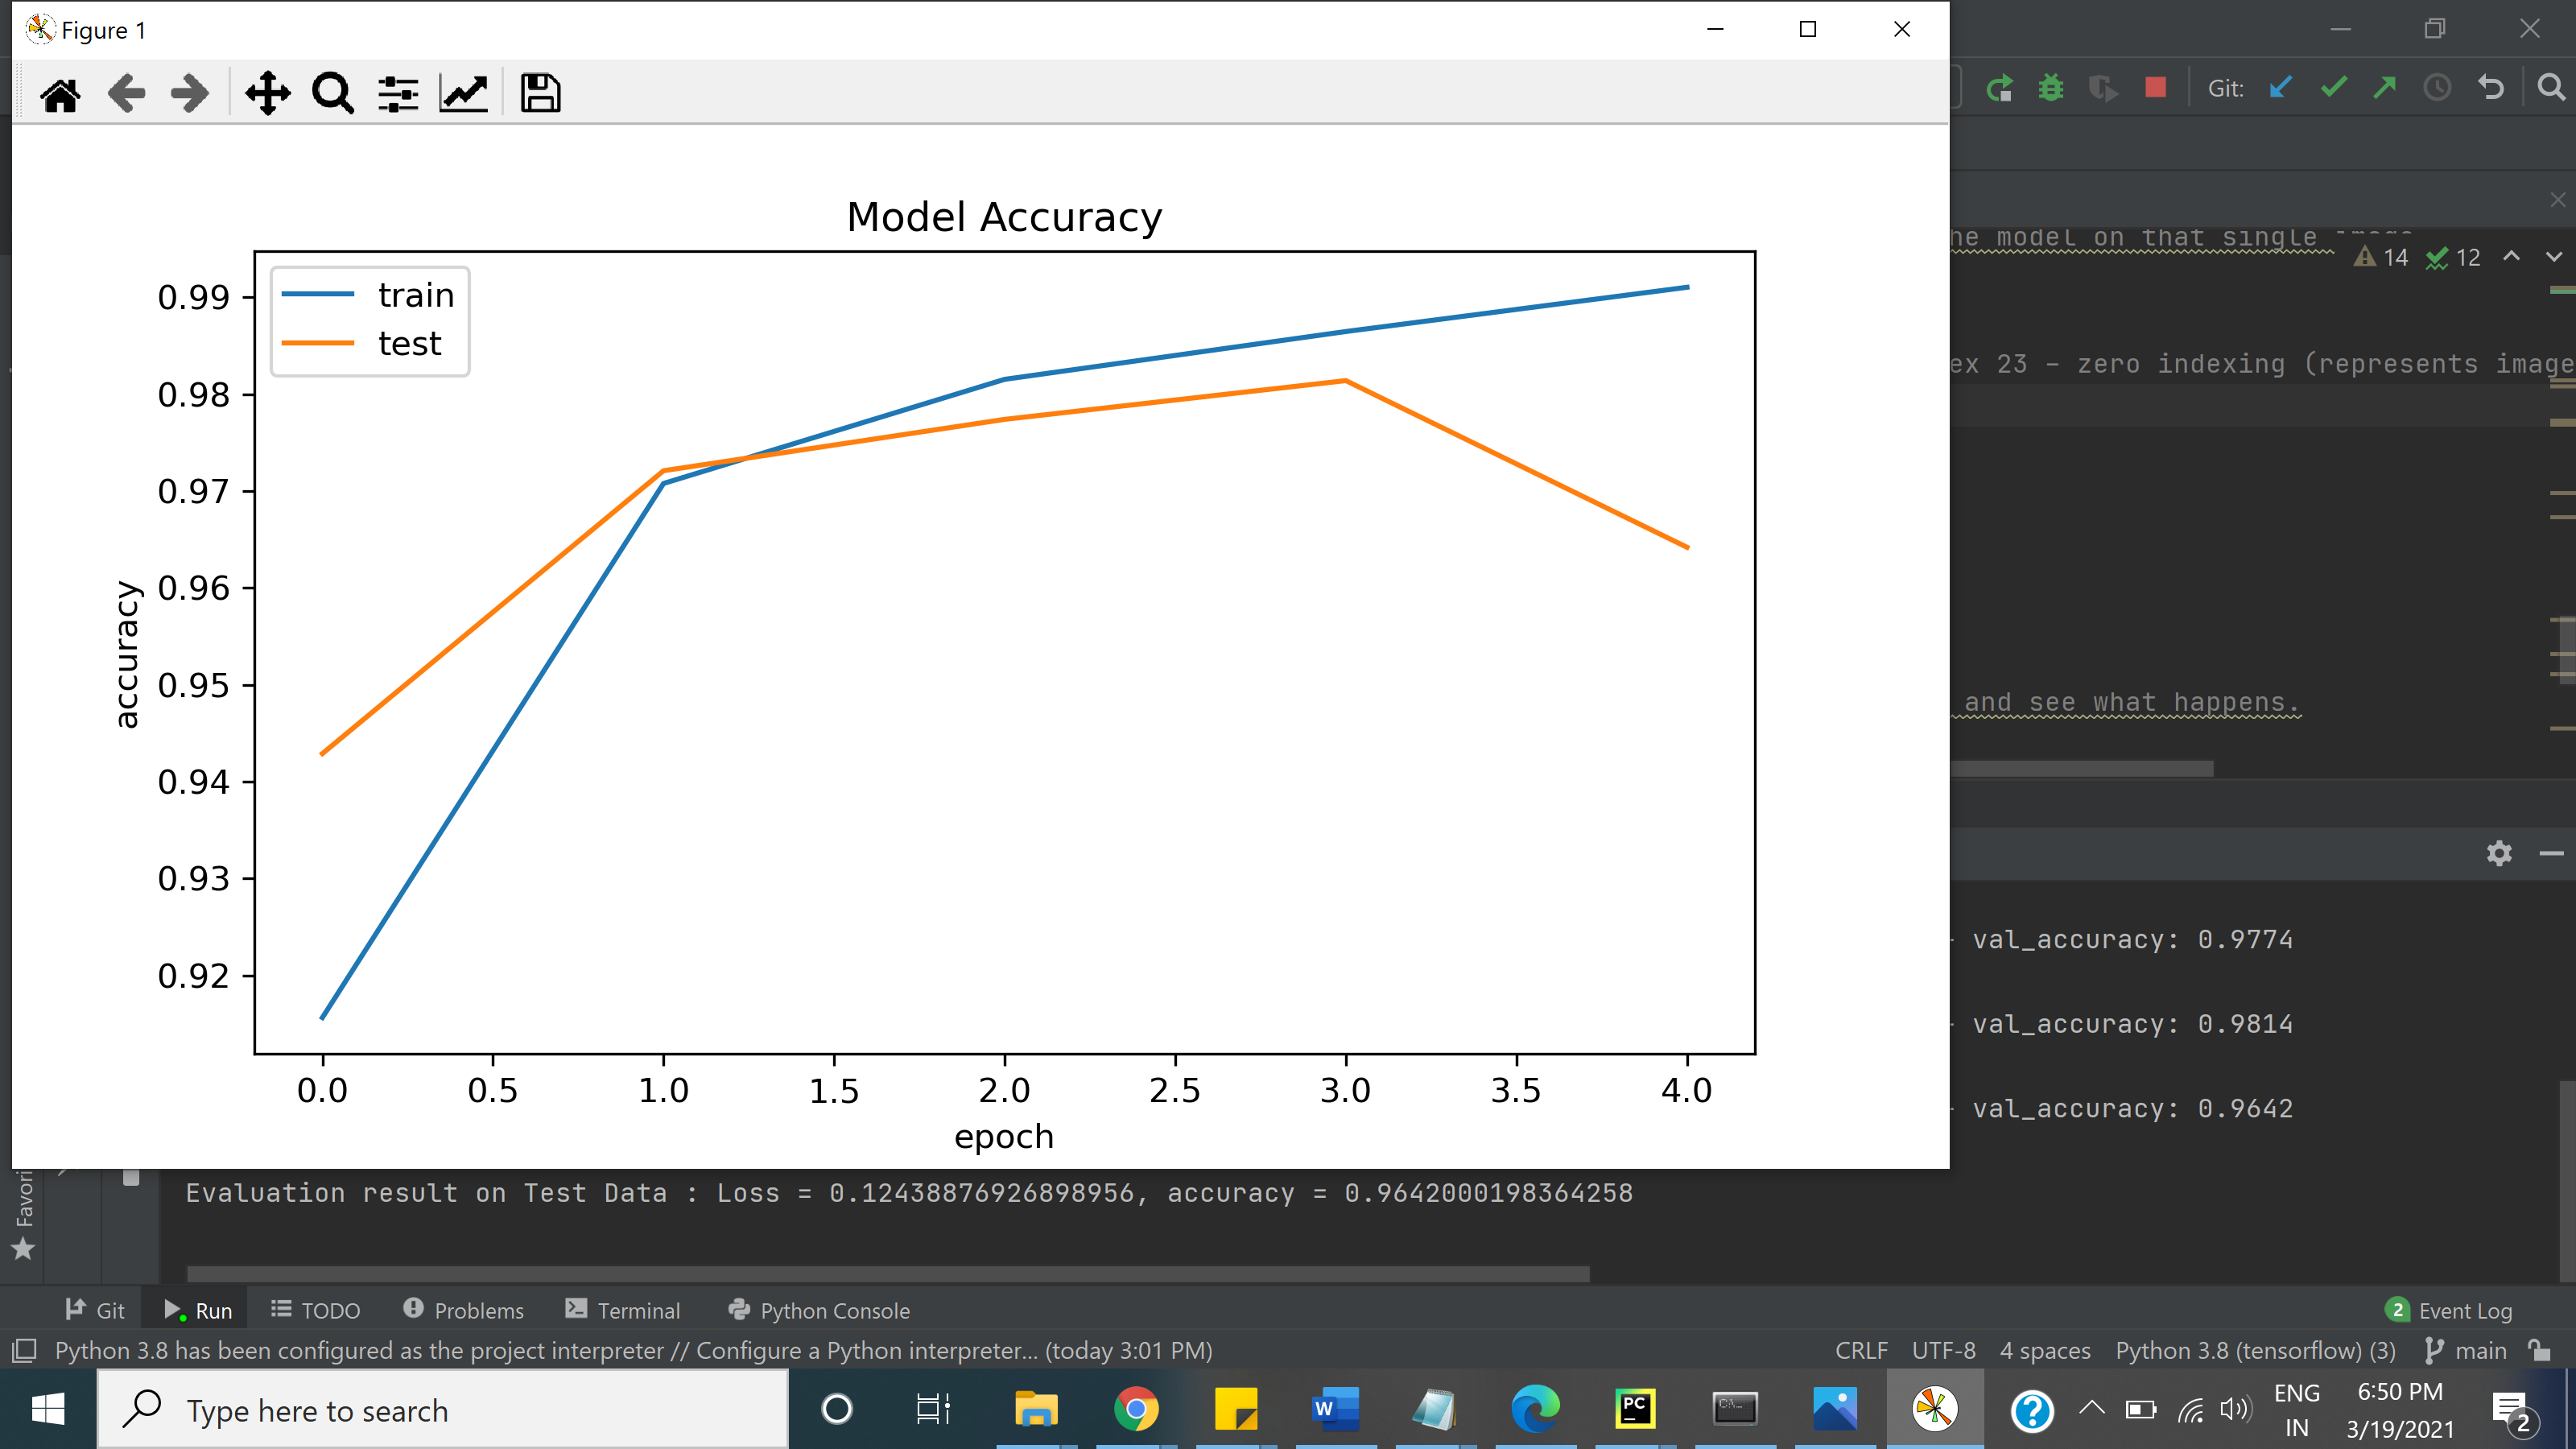 Figure 1
Git:
Model Accuracy
train
test
0.99
0.98
0.97
0.96
0.95
0.94
0.93
0.92
accuracy
0.0 0.5 1.0 1.5 2.0 2.5 3.0 3.5 4.0
epoch
he model on that single
14 12
ex 23 - zero indexing (represents image
and see what happens.
val_accuracy: 0.9774
val_accuracy: 0.9814
val_accuracy: 0.9642
Evaluation result on Test Data : Loss = 0.12438876926898956, accuracy = 0.9642000198364258
Favori
Git Run TODO Problems Terminal Python Console 2 Event Log
Python 3.8 has been configured as the project interpreter // Configure a Python interpreter... (today 3:01 PM) CRLF UTF-8 4 spaces Python 3.8 (tensorflow) (3) main
Type here to search
W
PC
ENG
IN
6:50 PM
3/19/2021
2